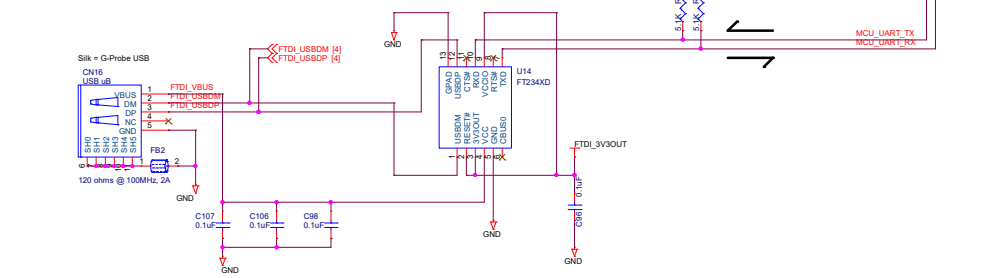 5.1K R
5.1K R
MCU_UART_TX
MCU_UART_RX
GND
FTDI_USBDM [4]
FTDI_USBDP [4]
Silk = G-Probe USB
CN16
USB uB
VBUS 1 FTDI_VBUS
DM 2 FTDI_USBDM
DP 3 FTDI_USBDP
NC 4
GND 5
SH0 SH1 SH2 SH3 SH4 SH5
6
FB2
1 2
120 ohms @ 100MHz, 2A
GND
13 12 11 10 9 8 7
GPAD USBDP CTS# RXD VCCIO RTS# TXD
U14
FT234XD
USBDM RESET# 3V3OUT VCC GND CBUS0
1 2 3 4 5 6
FTDI_3V3OUT
0.1uF
C96
C107
0.1uF
C106
0.1uF
C98
0.1uF
GND
GND
GND